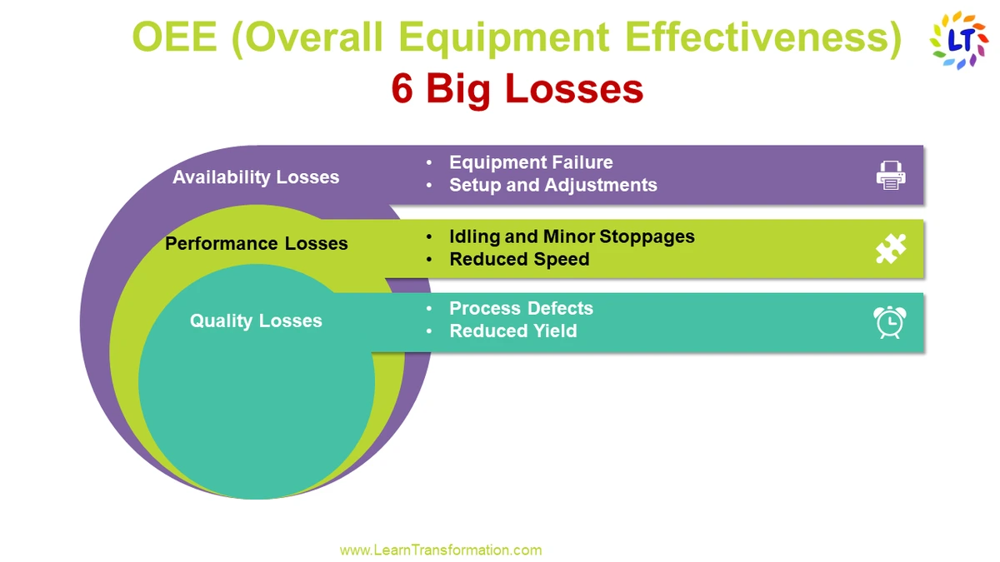 OEE (Overall Equipment Effectiveness)
6 Big Losses
LT
Availability Losses
• Equipment Failure
• Setup and Adjustments
Performance Losses
• Idling and Minor Stoppages
• Reduced Speed
Quality Losses
• Process Defects
• Reduced Yield
www.LearnTransformation.com